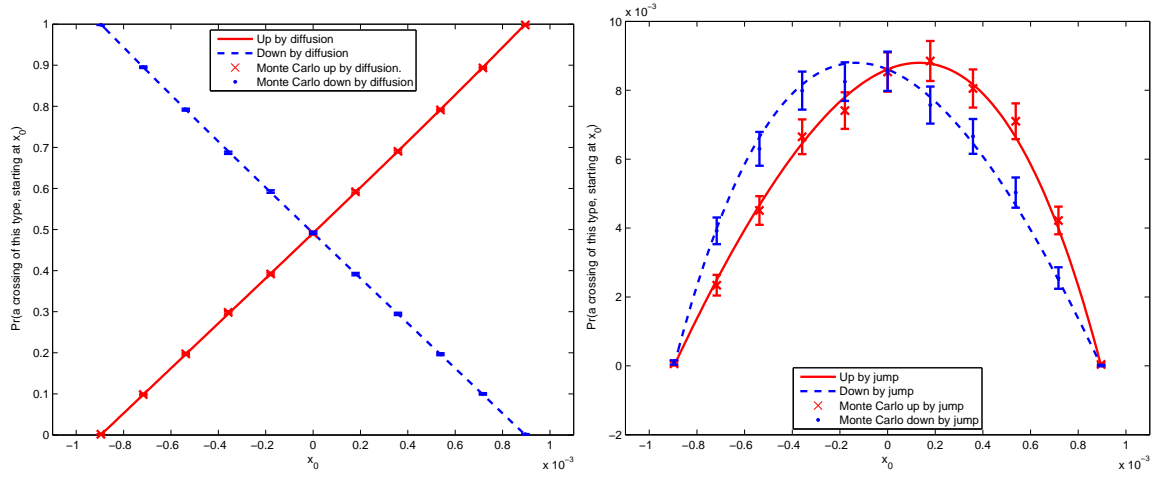 Pr(a crossing of this type, starting at x₀)
1
0.9
0.8
0.7
0.6
0.5
0.4
0.3
0.2
0.1
0
Up by diffusion
Down by diffusion
Monte Carlo up by diffusion.
Monte Carlo down by diffusion
−1 −0.8 −0.6 −0.4 −0.2 0 0.2 0.4 0.6 0.8 1
x₀
x 10⁻³
x 10⁻³
Pr(a crossing of this type, starting at x₀)
10
8
6
4
2
0
−2
Up by jump
Down by jump
Monte Carlo up by jump
Monte Carlo down by jump
−1 −0.8 −0.6 −0.4 −0.2 0 0.2 0.4 0.6 0.8 1
x₀
x 10⁻³